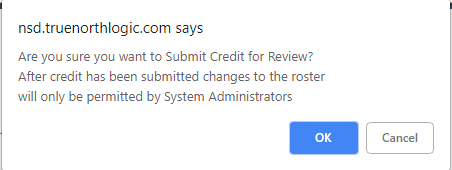 nsd.truenorthlogic.com says
Are you sure you want to Submit Credit for Review?
After credit has been submitted changes to the roster
will only be permitted by System Administrators
OK
Cancel